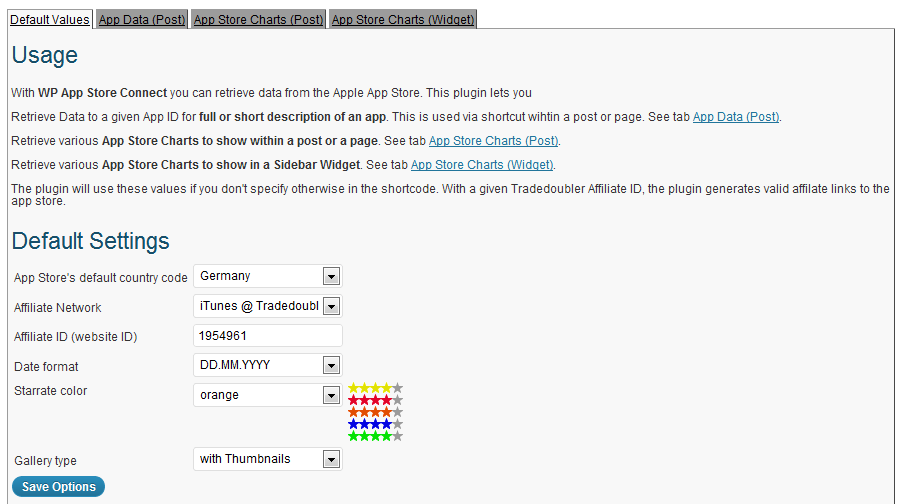 Default Values App Data (Post) App Store Charts (Post) App Store Charts (Widget)
Usage
With WP App Store Connect you can retrieve data from the Apple App Store. This plugin lets you
Retrieve Data to a given App ID for full or short description of an app. This is used via shortcut wihtin a post or page. See tab App Data (Post).
Retrieve various App Store Charts to show within a post or a page. See tab App Store Charts (Post).
Retrieve various App Store Charts to show in a Sidebar Widget. See tab App Store Charts (Widget).
The plugin will use these values if you don't specify otherwise in the shortcode. With a given Tradedoubler Affiliate ID, the plugin generates valid affilate links to the
app store.
Default Settings
App Store's default country code Germany
Affiliate Network iTunes @ Tradedoubl
Affiliate ID (website ID) 1954961
Date format DD.MM.YYYY
Starrate color orange
Gallery type with Thumbnails
Save Options